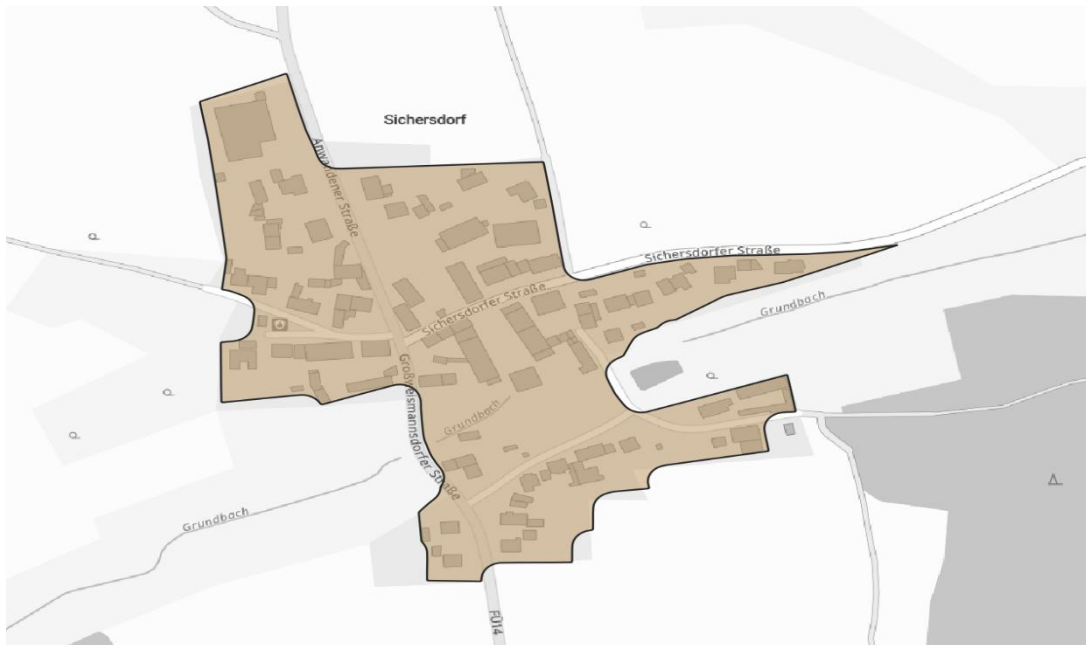 Sichersdorf
Anwandener Straße
Sichersdorfer Straße
Sichersdorfer Straße
Grundbach
Großweismannsdorfer Straße
Grundbach
Grundbach
FÜ14